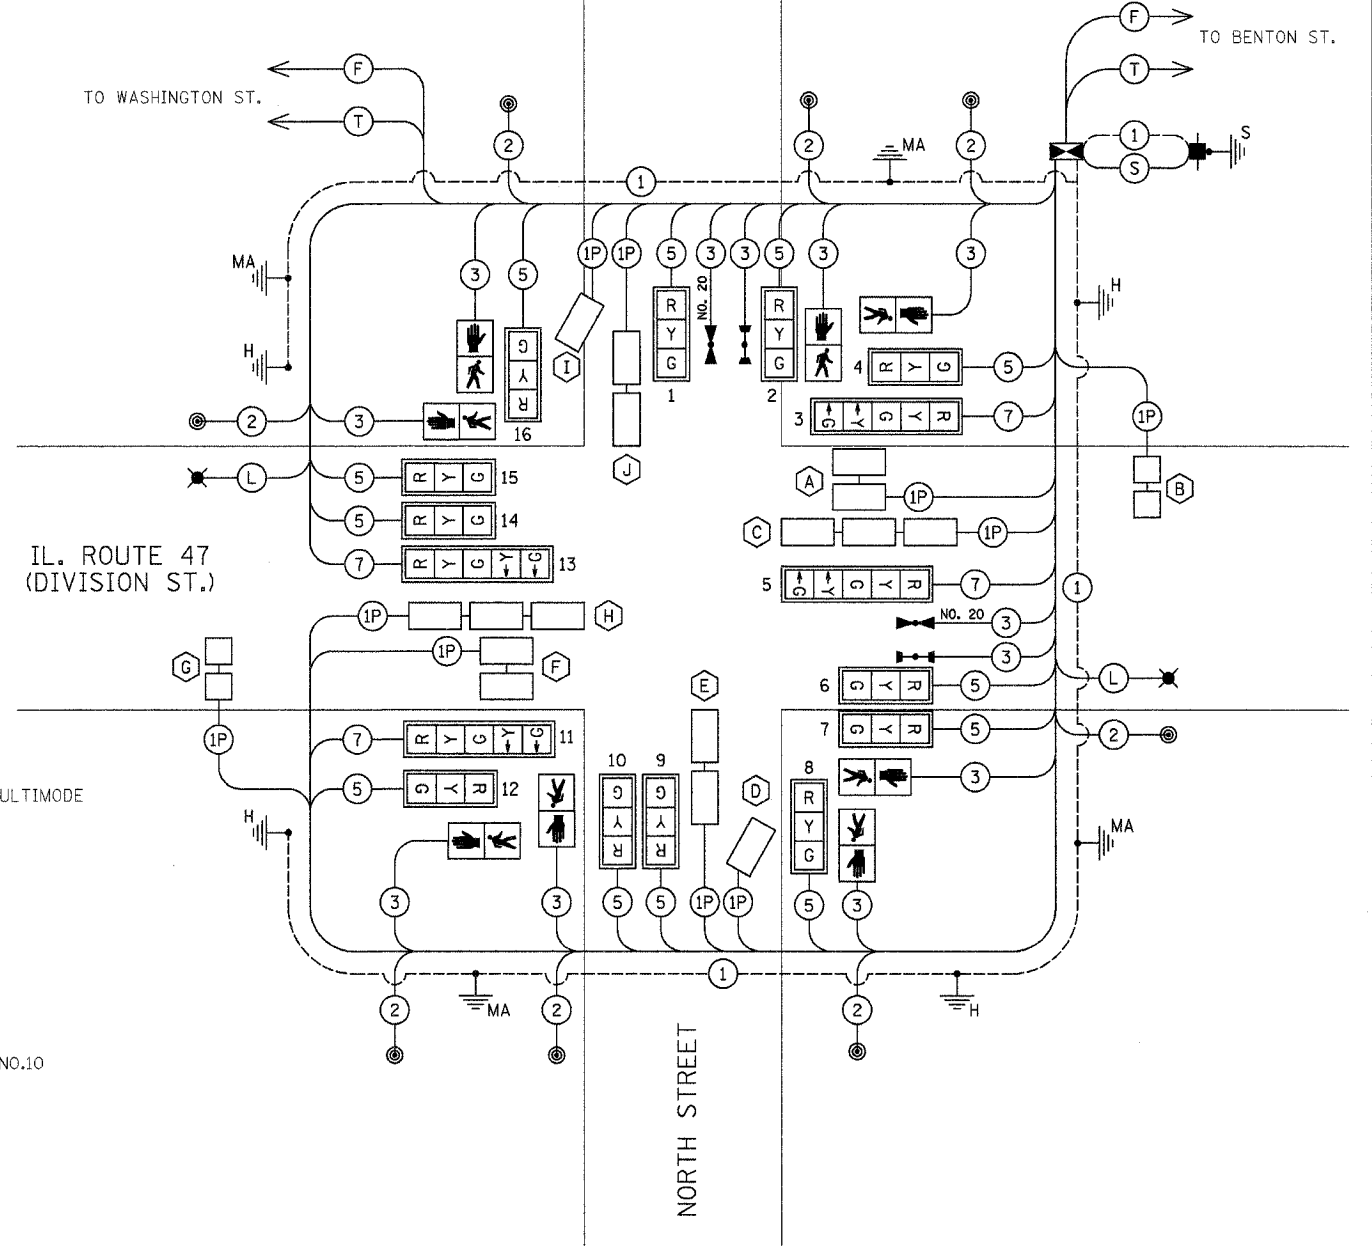 F
TO BENTON ST.
F
T
TO WASHINGTON ST.
T
2
2
2
MA
1
S
S
1
MA
3
5
1P
1P
5
3
3
5
3
3
NO. 20
H
R
Y
G
1
R
Y
G
2
H
I
G
Y
R
16
4
R Y G
5
3
G Y G Y R
7
1P
2
3
J
L
5
R Y G
15
A
1P
B
5
R Y G
14
C
1P
IL. ROUTE 47
(DIVISION ST.)
7
R Y G Y G
13
5
G Y G Y R
7
1
1P
H
NO. 20
3
1P
F
3
G
E
6
G Y R
5
L
1P
7
R Y G Y G
11
7
G Y R
5
2
10
9
8
3
ULTIMODE
5
G Y R
12
G
Y
R
G
Y
R
D
R
Y
G
H
MA
3
3
5
5
1P
1P
5
3
1
2
MA
2
2
H
NO.10
NORTH STREET